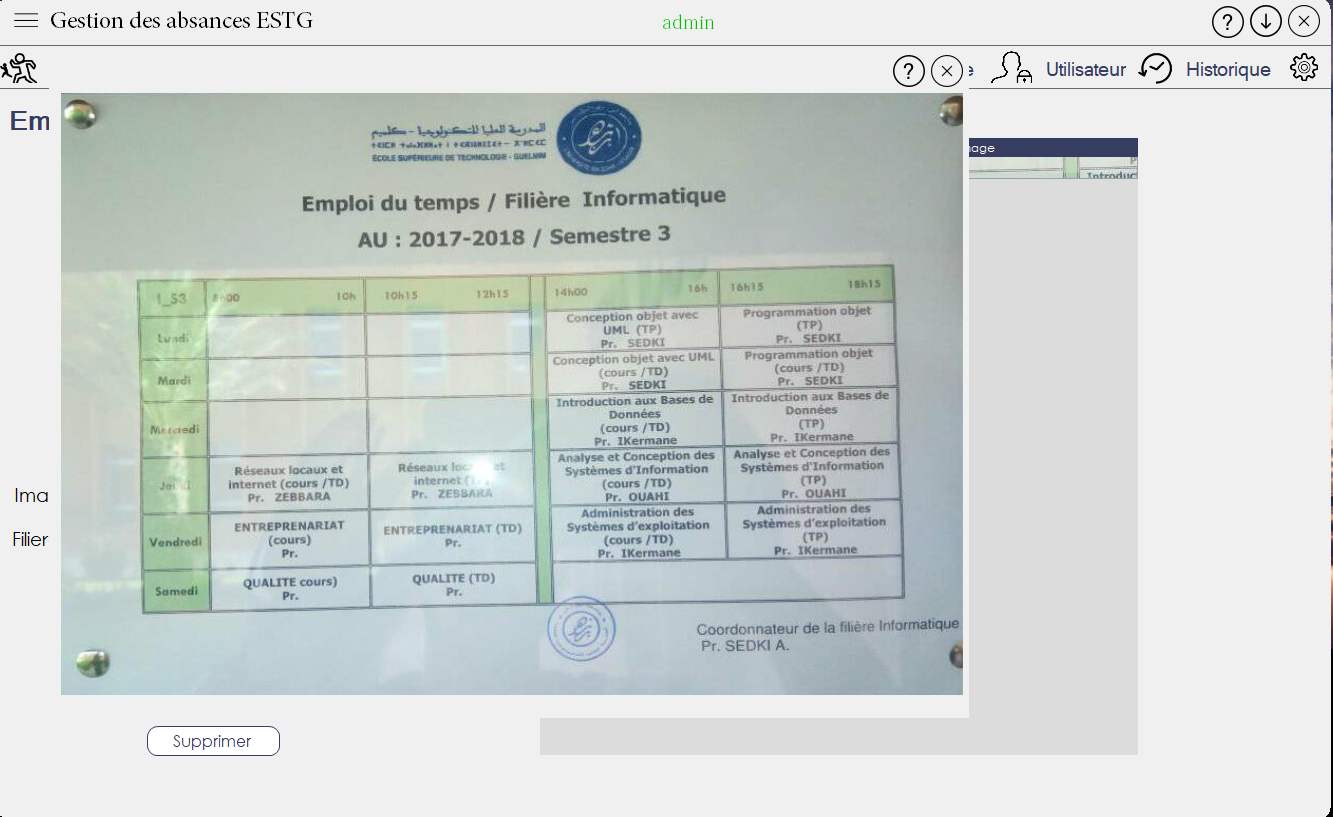 Gestion des absances ESTG
admin
Utilisateur
Historique
Em
mage
Introduct
Ima
Filier
Supprimer
المدرسة العليا للتكنولوجيا - كلميم
ÉCOLE SUPÉRIEURE DE TECHNOLOGIE - GUELMIM
Emploi du temps / Filière Informatique
AU : 2017-2018 / Semestre 3
I_S3 8h00 10h 10h15 12h15 14h00 16h 16h15 18h15
Lundi
Conception objet avec
UML (TP)
Pr. SEDKI
Programmation objet
(TP)
Pr. SEDKI
Mardi
Conception objet avec UML
(cours /TD)
Pr. SEDKI
Programmation objet
(cours /TD)
Pr. SEDKI
Mercredi
Introduction aux Bases de
Données
(cours /TD)
Pr. IKermane
Introduction aux Bases de
Données
(TP)
Pr. IKermane
Jeudi
Réseaux locaux et
internet (cours /TD)
Pr. ZEBBARA
Réseaux locaux et
internet
Pr. ZEBBARA
Analyse et Conception des
Systèmes d'Information
(cours /TD)
Pr. OUAHI
Analyse et Conception des
Systèmes d'Information
(TP)
Pr. OUAHI
Vendredi
ENTREPRENARIAT
(cours)
Pr.
ENTREPRENARIAT (TD)
Pr.
Administration des
Systèmes d'exploitation
(cours /TD)
Pr. IKermane
Administration des
Systèmes d'exploitation
(TP)
Pr. IKermane
Samedi
QUALITE cours)
Pr.
QUALITE (TD)
Pr.
Coordonnateur de la filière Informatique
Pr. SEDKI A.